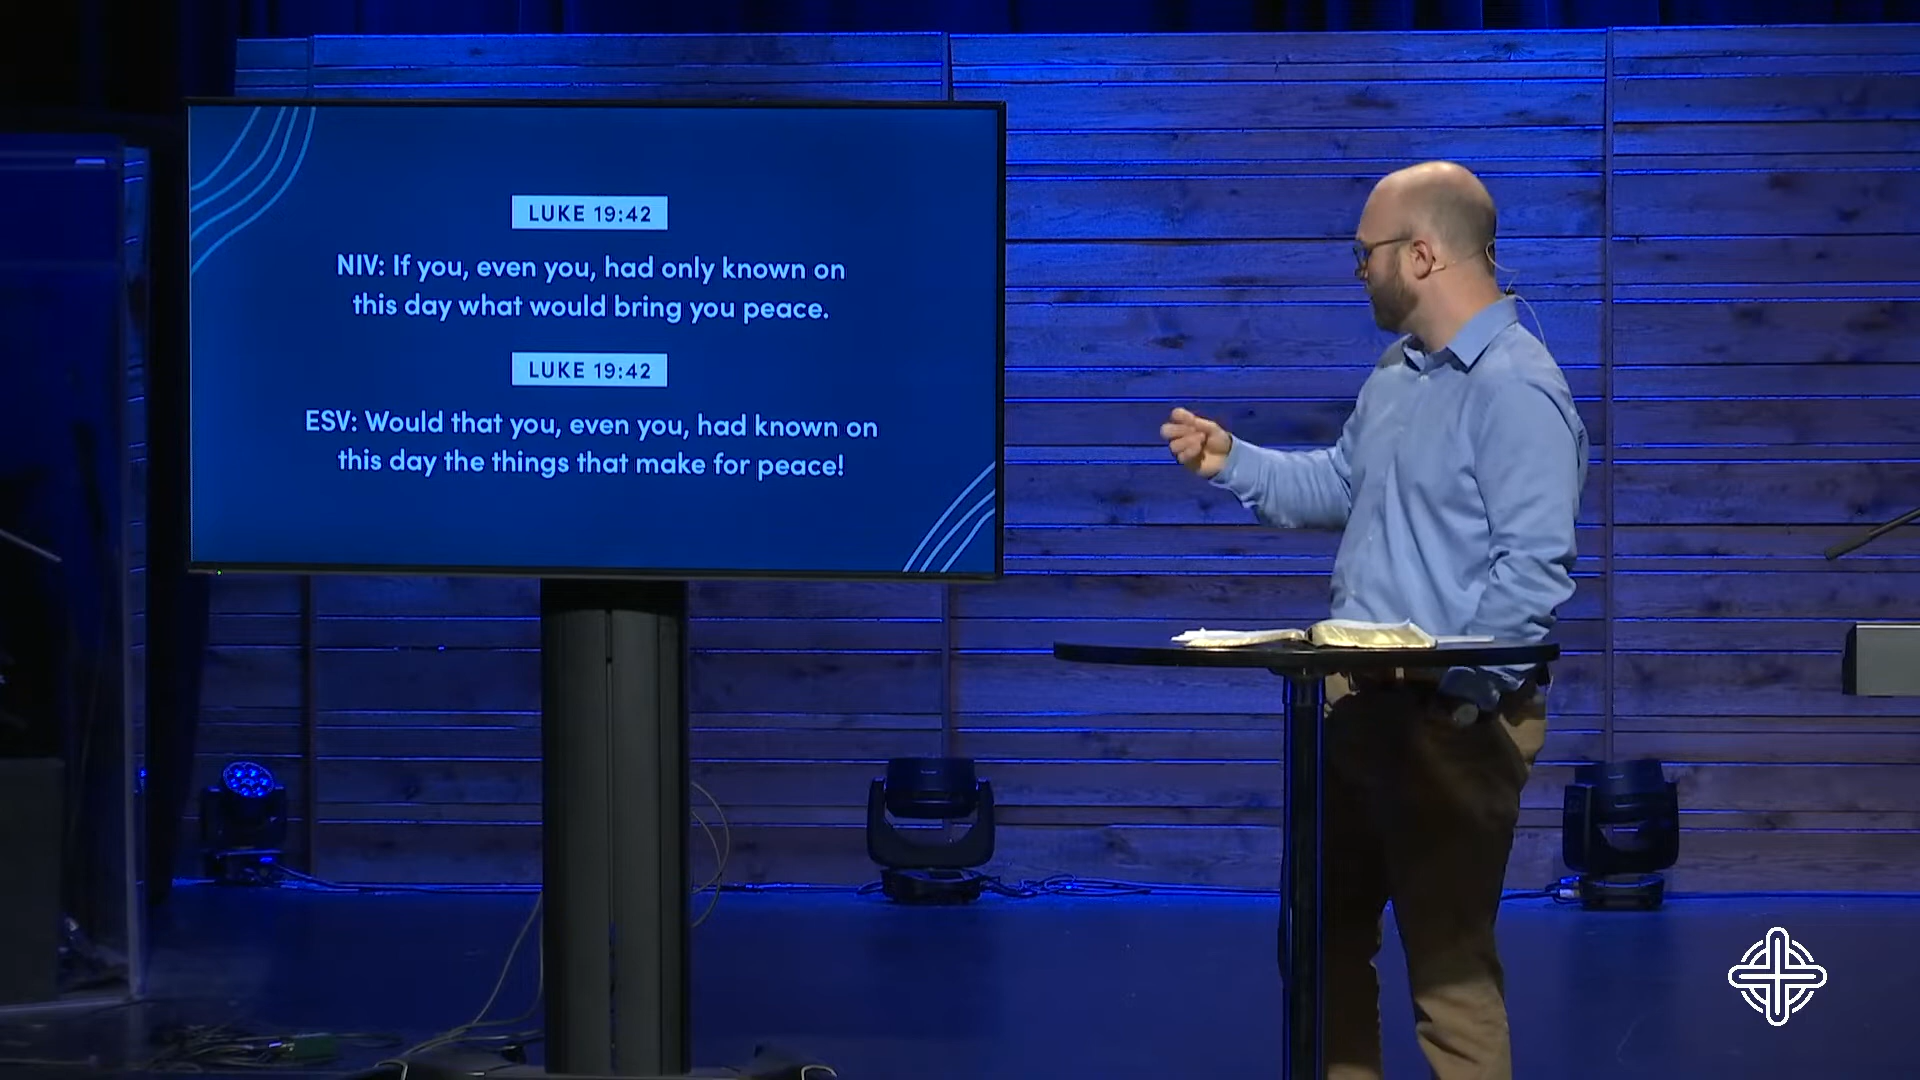 LUKE 19:42
NIV: If you, even you, had only known on
this day what would bring you peace.
LUKE 19:42
ESV: Would that you, even you, had known on
this day the things that make for peace!